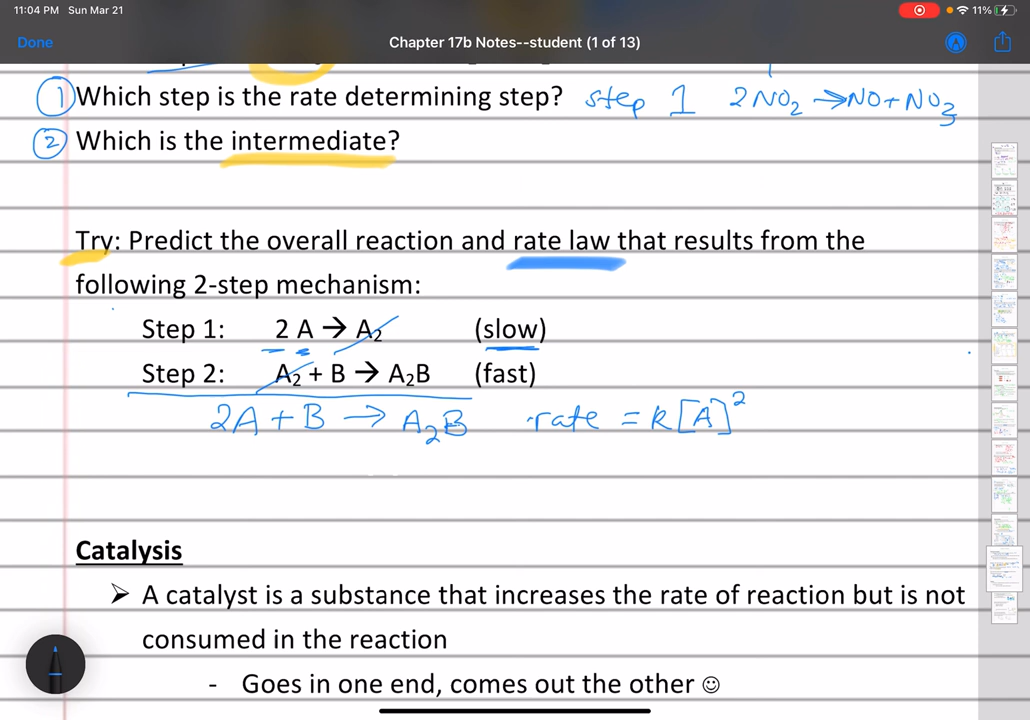 11:04 PM Sun Mar 21 11%
Done Chapter 17b Notes--student (1 of 13)
① Which step is the rate determining step? step 1 2NO₂ → NO + NO₃
② Which is the intermediate?
Try: Predict the overall reaction and rate law that results from the
following 2-step mechanism:
Step 1: 2 A → A₂ (slow)
Step 2: A₂ + B → A₂B (fast)
2A + B → A₂B rate = k[A]²
Catalysis
➢ A catalyst is a substance that increases the rate of reaction but is not
consumed in the reaction
- Goes in one end, comes out the other ☺